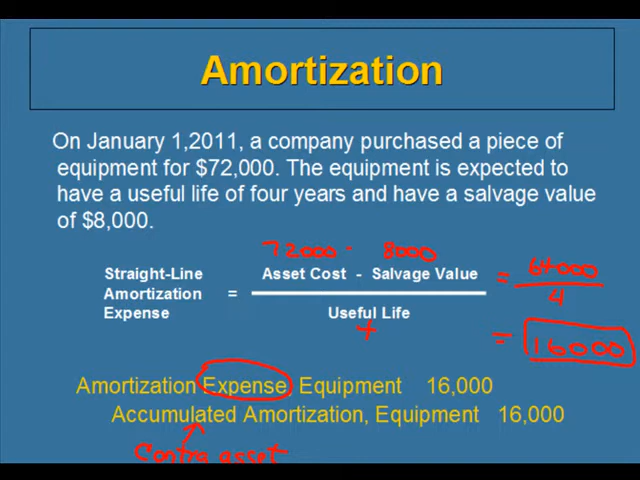 Amortization
On January 1,2011, a company purchased a piece of
equipment for $72,000. The equipment is expected to
have a useful life of four years and have a salvage value
of $8,000.
72000 - 8000
Straight-Line Amortization Expense = Asset Cost - Salvage Value = 64000
Useful Life 4
4
= 16000
Amortization Expense, Equipment 16,000
Accumulated Amortization, Equipment 16,000
Contra asset